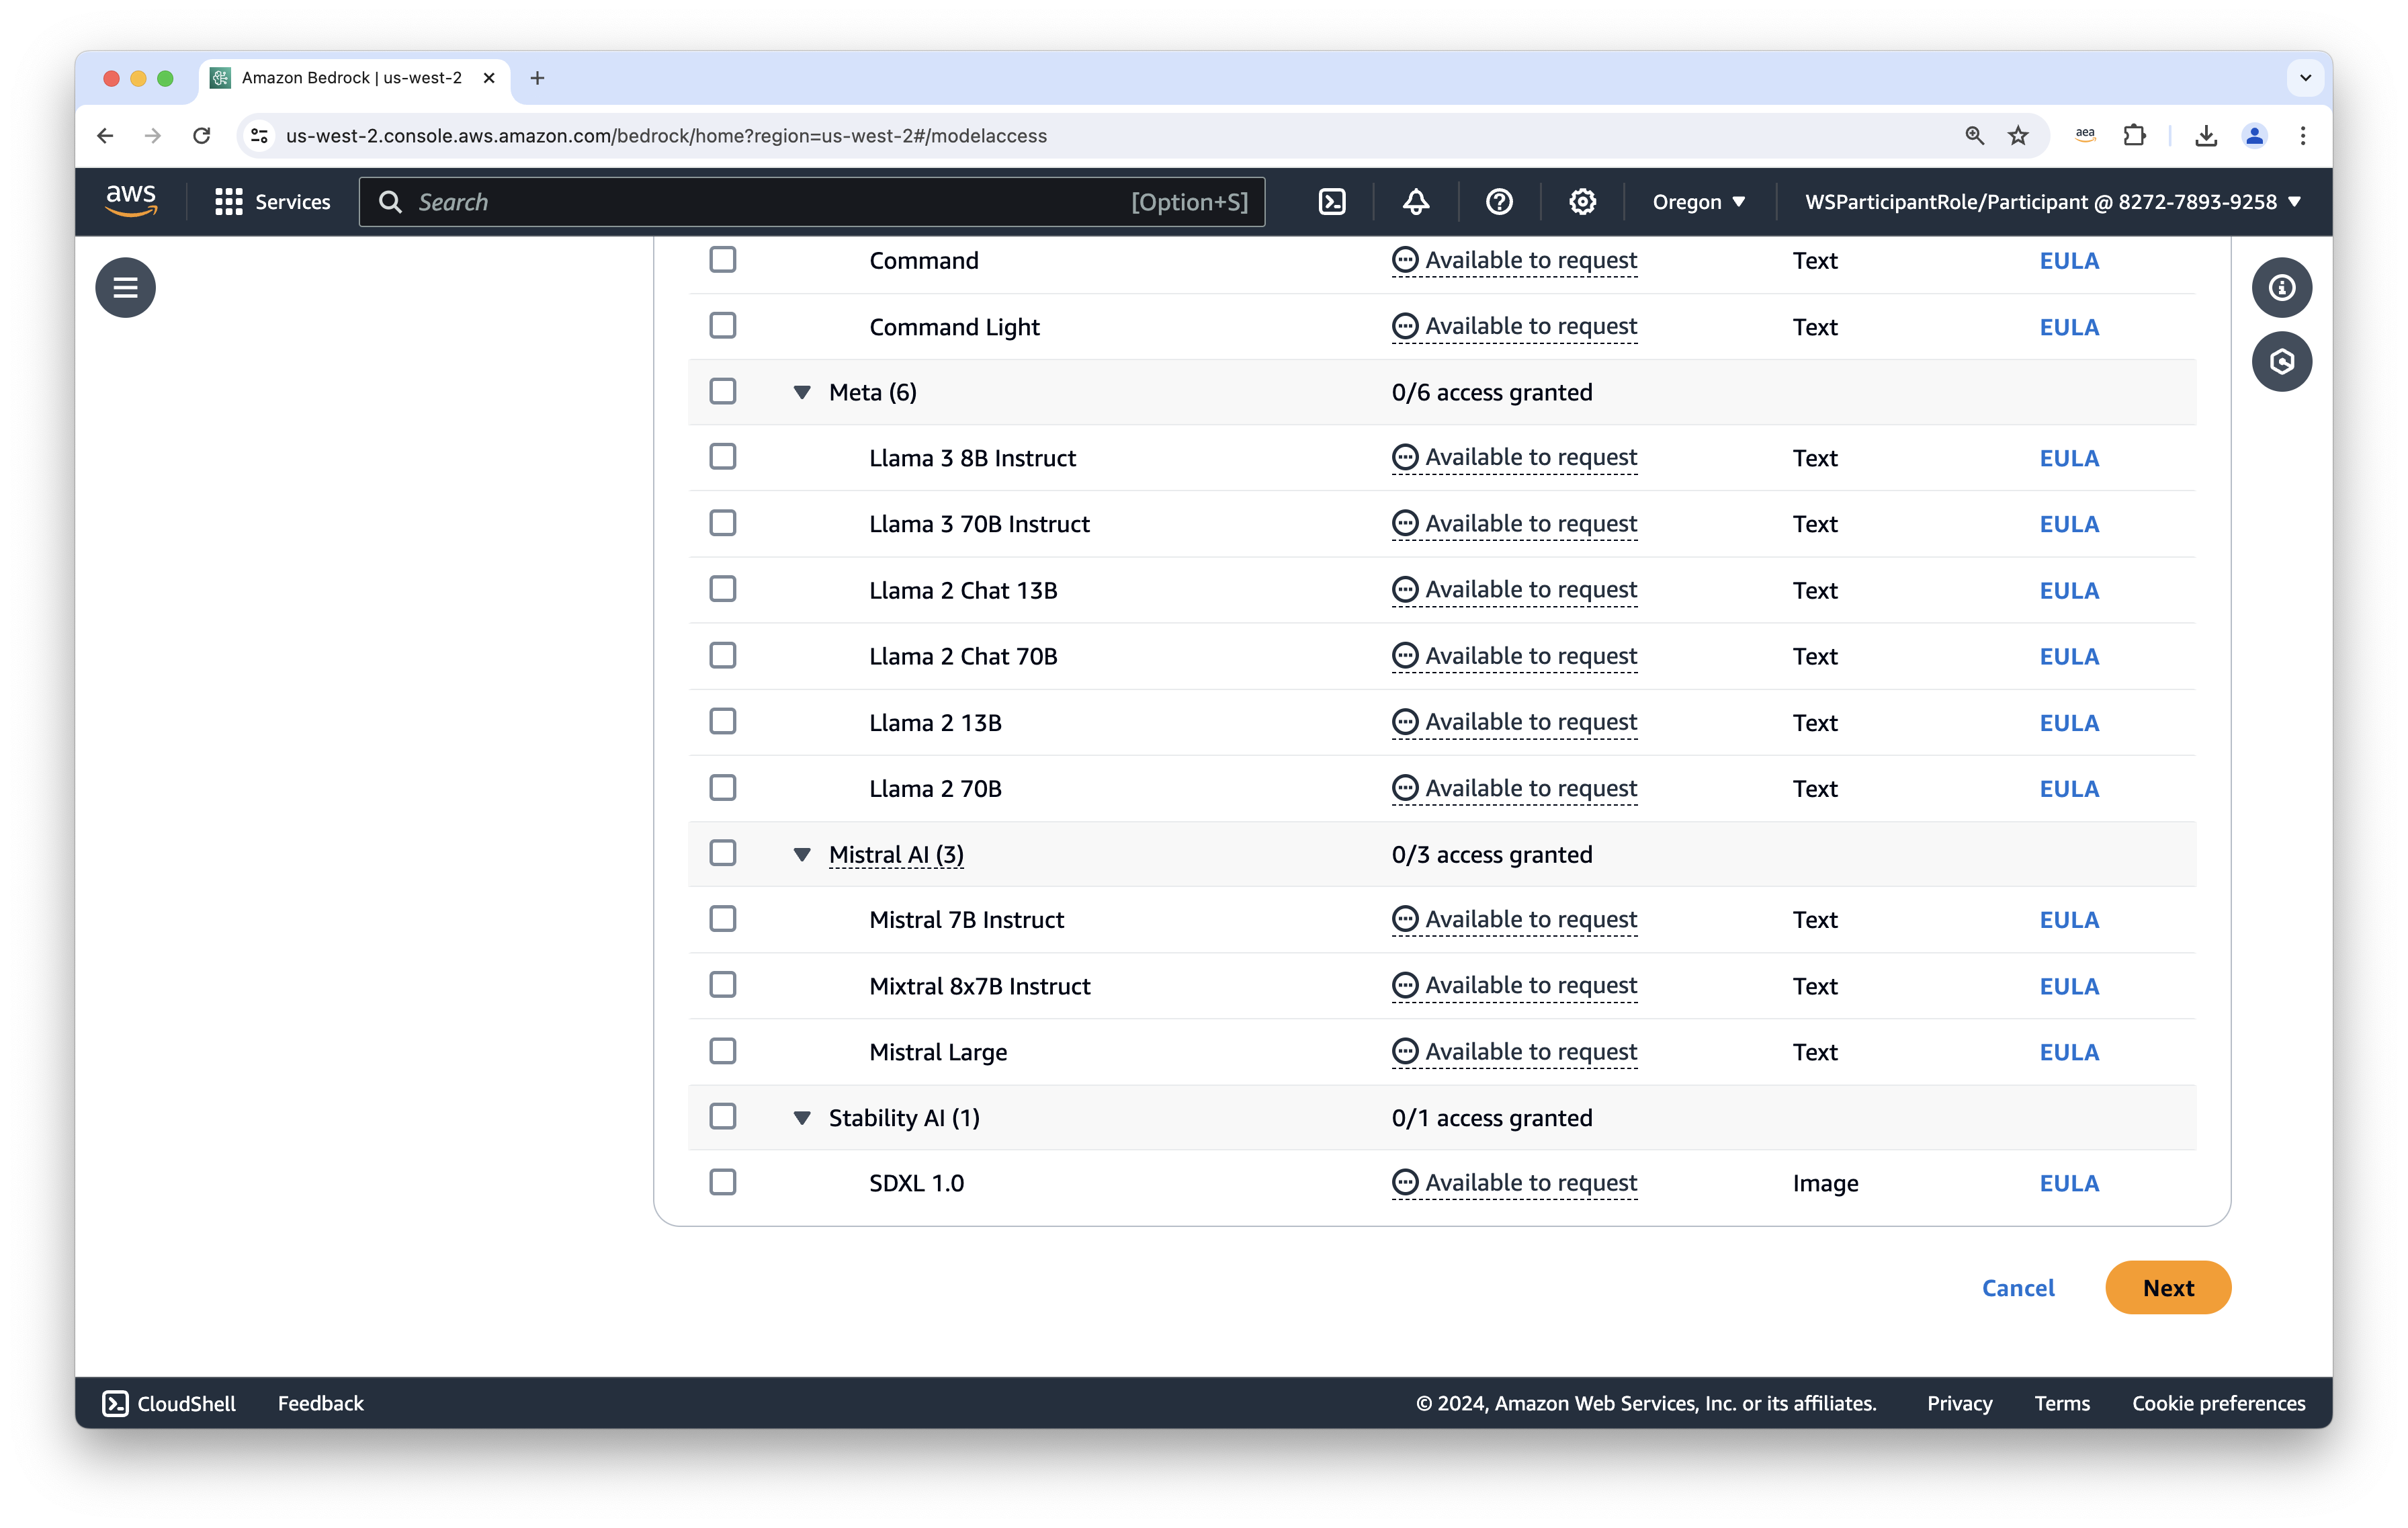 Amazon Bedrock | us-west-2
us-west-2.console.aws.amazon.com/bedrock/home?region=us-west-2#/modelaccess
aea
aws Services Search [Option+S] Oregon WSParticipantRole/Participant @ 8272-7893-9258
Command Available to request Text EULA
Command Light Available to request Text EULA
Meta (6) 0/6 access granted
Llama 3 8B Instruct Available to request Text EULA
Llama 3 70B Instruct Available to request Text EULA
Llama 2 Chat 13B Available to request Text EULA
Llama 2 Chat 70B Available to request Text EULA
Llama 2 13B Available to request Text EULA
Llama 2 70B Available to request Text EULA
Mistral AI (3) 0/3 access granted
Mistral 7B Instruct Available to request Text EULA
Mixtral 8x7B Instruct Available to request Text EULA
Mistral Large Available to request Text EULA
Stability AI (1) 0/1 access granted
SDXL 1.0 Available to request Image EULA
Cancel Next
CloudShell Feedback © 2024, Amazon Web Services, Inc. or its affiliates. Privacy Terms Cookie preferences